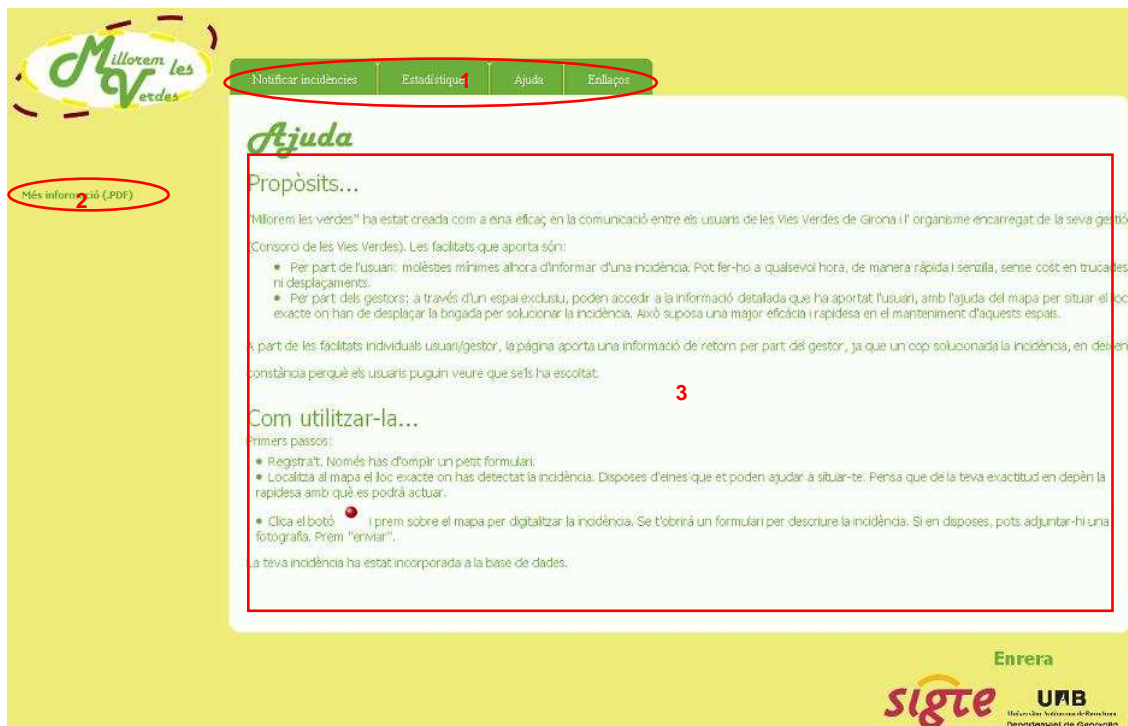 Millorem les
Verdes
Notificar incidències
Estadístiques
1
Ajuda
Enllaços
Ajuda
Més informació (.PDF)
2
Propòsits...
"Millorem les verdes" ha estat creada com a eina eficaç en la comunicació entre els usuaris de les Vies Verdes de Girona i l' organisme encarregat de la seva gestió
(Consorci de les Vies Verdes). Les facilitats que aporta són:
• Per part de l'usuari: molèsties mínimes alhora d'informar d'una incidència. Pot fer-ho a qualsevol hora, de manera ràpida i senzilla, sense cost en trucades
ni desplaçaments.
• Per part dels gestors: a través d'un espai exclusiu, poden accedir a la informació detallada que ha aportat l'usuari, amb l'ajuda del mapa per situar el lloc
exacte on han de desplaçar la brigada per solucionar la incidència. Això suposa una major eficàcia i rapidesa en el manteniment d'aquests espais.
A part de les facilitats individuals usuari/gestor, la pàgina aporta una informació de retorn per part del gestor, ja que un cop solucionada la incidència, en deixen
constància perquè els usuaris puguin veure que se'ls ha escoltat.
3
Com utilitzar-la...
Primers passos:
• Registra't. Només has d'omplir un petit formulari.
• Localitza al mapa el lloc exacte on has detectat la incidència. Disposes d'eines que et poden ajudar a situar-te. Pensa que de la teva exactitud en depèn la
rapidesa amb què es podrà actuar.
• Clica el botó i prem sobre el mapa per digitalitzar la incidència. Se t'obrirà un formulari per descriure la incidència. Si en disposes, pots adjuntar-hi una
fotografia. Prem "enviar".
La teva incidència ha estat incorporada a la base de dades.
Enrera
sigte
UAB
Universitat Autònoma de Barcelona
Departament de Geografia